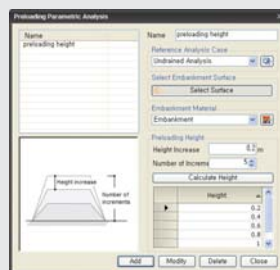 Preloading Parametric Analysis
Name
preloading height
Name
preloading height
Reference Analysis Case
Undrained Analysis
Select Embankment Surface
Select Surface
Embankment Material
Embankment
Preloading Height
Height Increase
0.2 m
Number of Increme
5
Calculate Height
Height
0.2
0.4
0.6
0.8
1
Height increase
Number of
increments
Add
Modify
Delete
Close